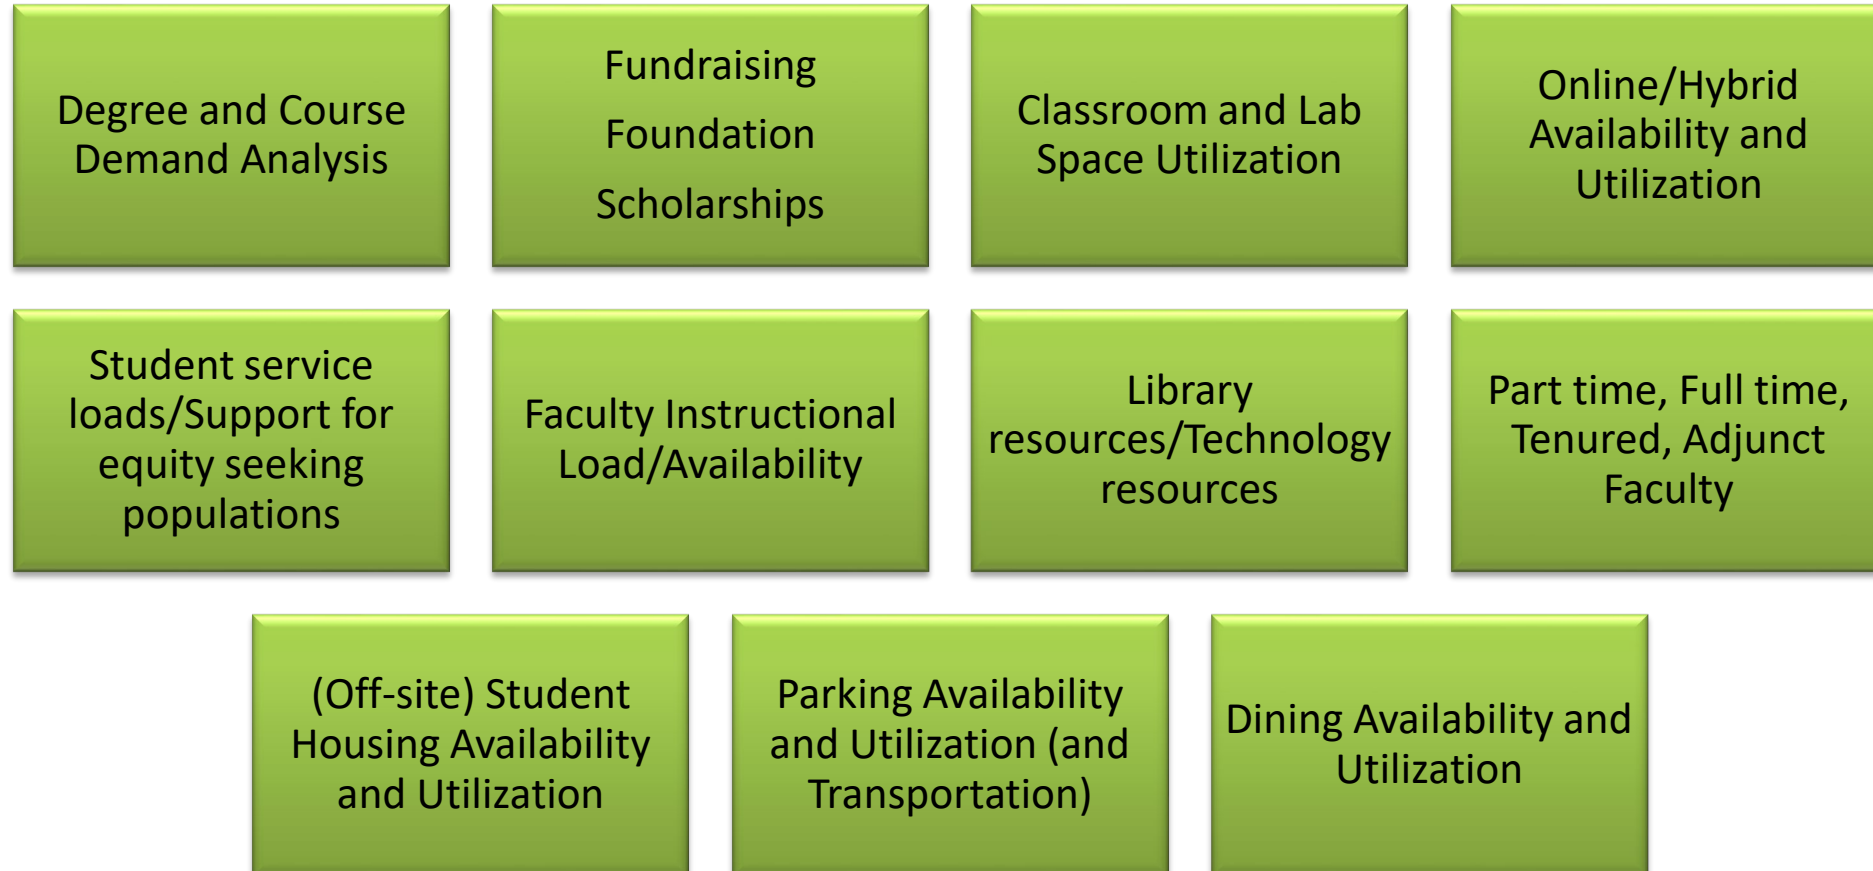 Degree and Course
Demand Analysis
Fundraising
Foundation
Scholarships
Classroom and Lab
Space Utilization
Online/Hybrid
Availability and
Utilization
Student service
loads/Support for
equity seeking
populations
Faculty Instructional
Load/Availability
Library
resources/Technology
resources
Part time, Full time,
Tenured, Adjunct
Faculty
(Off-site) Student
Housing Availability
and Utilization
Parking Availability
and Utilization (and
Transportation)
Dining Availability and
Utilization